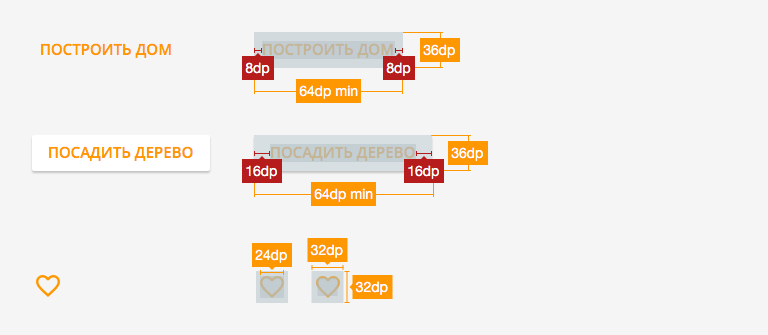 ПОСТРОИТЬ ДОМ
ПОСТРОИТЬ ДОМ
36dp
8dp
8dp
64dp min
ПОСАДИТЬ ДЕРЕВО
ПОСАДИТЬ ДЕРЕВО
36dp
16dp
16dp
64dp min
24dp
32dp
32dp